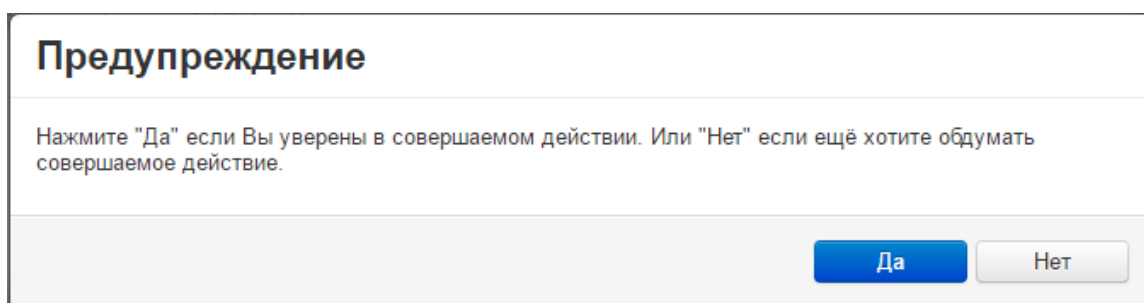 Предупреждение
Нажмите "Да" если Вы уверены в совершаемом действии. Или "Нет" если ещё хотите обдумать
совершаемое действие.
Да
Нет